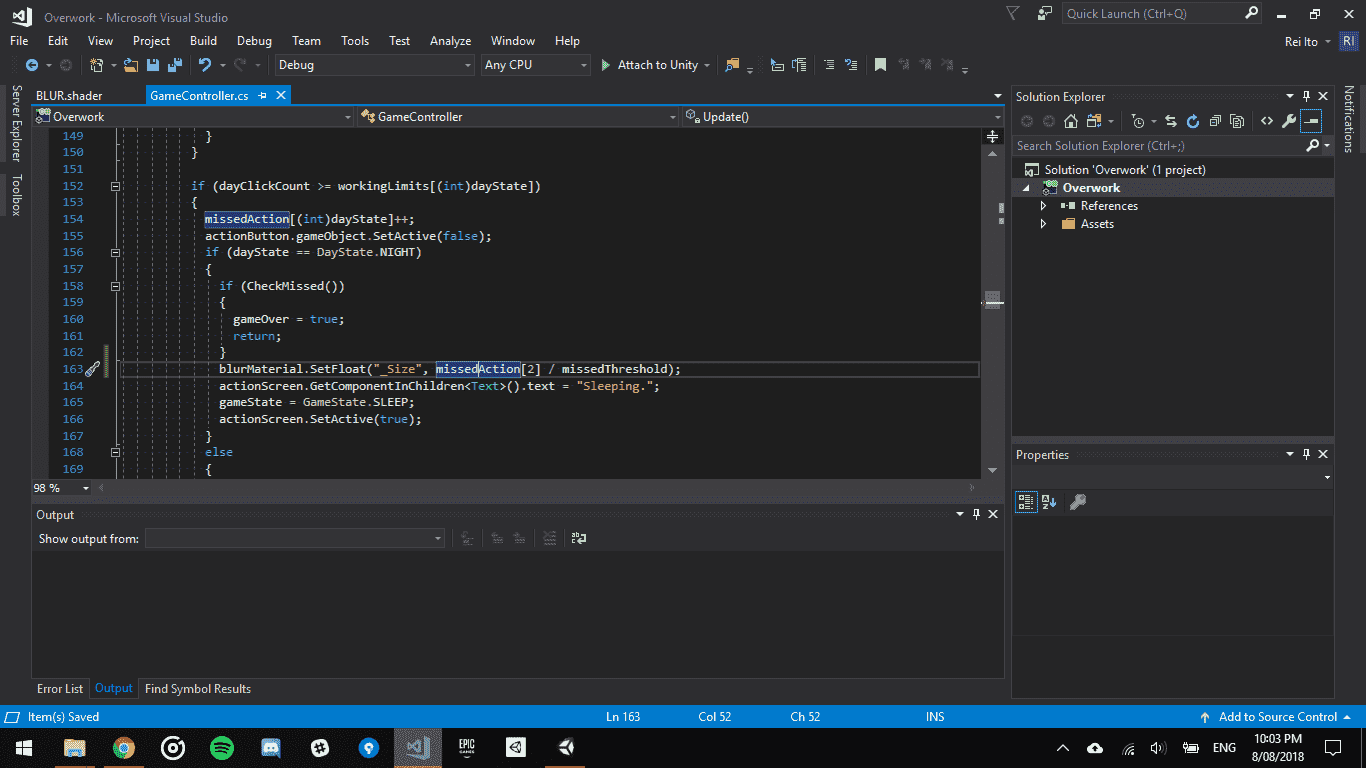 Overwork - Microsoft Visual Studio
Quick Launch (Ctrl+Q)
File Edit View Project Build Debug Team Tools Test Analyze Window Help
Rei Ito RI
Debug Any CPU Attach to Unity
Server Explorer
Toolbox
BLUR.shader GameController.cs
Overwork GameController Update()
149 }
150 }
151
152 if (dayClickCount >= workingLimits[(int)dayState])
153 {
154 missedAction[(int)dayState]++;
155 actionButton.gameObject.SetActive(false);
156 if (dayState == DayState.NIGHT)
157 {
158 if (CheckMissed())
159 {
160 gameOver = true;
161 return;
162 }
163 blurMaterial.SetFloat("_Size", missedAction[2] / missedThreshold);
164 actionScreen.GetComponentInChildren<Text>().text = "Sleeping.";
165 gameState = GameState.SLEEP;
166 actionScreen.SetActive(true);
167 }
168 else
169 {
98 %
Output
Show output from:
Error List Output Find Symbol Results
Solution Explorer
Search Solution Explorer (Ctrl+;)
Solution 'Overwork' (1 project)
Overwork
References
Assets
Properties
Notifications
Item(s) Saved Ln 163 Col 52 Ch 52 INS Add to Source Control
EPIC
GAMES
ENG
10:03 PM
8/08/2018